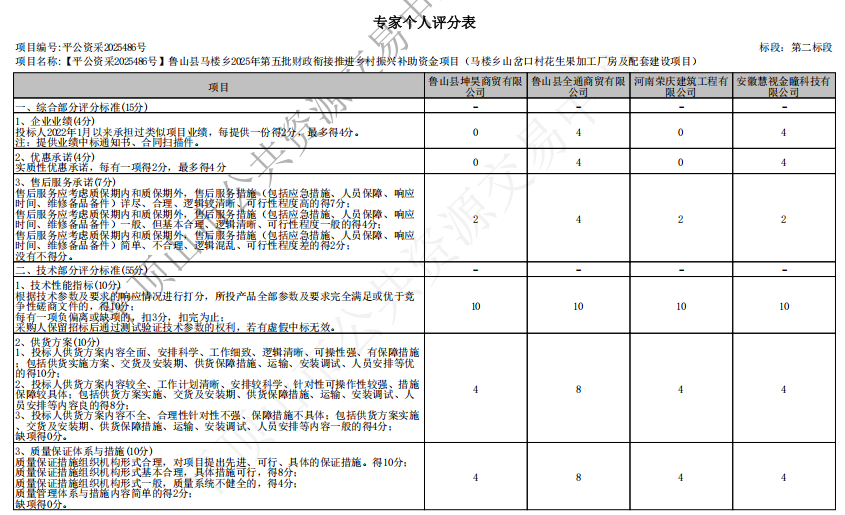 专家个人评分表
项目编号:平公资采2025486号
标段: 第二标段
项目名称:【平公资采2025486号】鲁山县马楼乡2025年第五批财政衔接推进乡村振兴补助资金项目（马楼乡山岔口村花生果加工厂房及配套建设项目）
项目
鲁山县坤昊商贸有限
公司
鲁山县全通商贸有限
公司
河南荣庆建筑工程有
限公司
安徽慧视金瞳科技有
限公司
一、综合部分评分标准(15分)
－ － － －
1、企业业绩(4分)
投标人2022年1月以来承担过类似项目业绩，每提供一份得2分，最多得4分。
注：提供业绩中标通知书、合同扫描件。
0 4 0 4
2、优惠承诺(4分)
实质性优惠承诺，每有一项得2分，最多得4 分
0 4 0 4
3、售后服务承诺(7分)
售后服务应考虑质保期内和质保期外，售后服务措施（包括应急措施、人员保障、响应
时间、维修备品备件）详尽、合理、逻辑较清晰、可行性程度高的得7分；
售后服务应考虑质保期内和质保期外，售后服务措施（包括应急措施、人员保障、响应
时间、维修备品备件）一般、但基本合理、逻辑清晰、可行性程度一般的得4分；
售后服务应考虑质保期内和质保期外，售后服务措施（包括应急措施、人员保障、响应
时间、维修备品备件）简单、不合理、逻辑混乱、可行性程度差的得2分；
没有不得分。
2 4 2 2
二、技术部分评分标准(55分)
－ － － －
1、技术性能指标(10分)
根据技术参数及要求的响应情况进行打分，所投产品全部参数及要求完全满足或优于竞
争性磋商文件的，得10分；
每有一项负偏离或缺项的，扣3分，扣完为止；
采购人保留招标后通过测试验证技术参数的权利，若有虚假中标无效。
10 10 10 10
2、供货方案(10分)
1、投标人供货方案内容全面、安排科学、工作细致、逻辑清晰、可操性强、有保障措施
；包括供货实施方案、交货及安装期、供货保障措施、运输、安装调试、人员安排等优
的得10分；
2、投标人供货方案内容较全、工作计划清晰、安排较科学、针对性可操作性较强、措施
保障较具体；包括供货方案实施、交货及安装期、供货保障措施、运输、安装调试、人
员安排等内容良的得8分；
3、投标人供货方案内容不全、合理性针对性不强、保障措施不具体；包括供货方案实施
、交货及安装期、供货保障措施、运输、安装调试、人员安排等内容一般的得4分；
缺项得0分。
4 8 4 4
3、质量保证体系与措施(10分)
质量保证措施组织机构形式合理，对项目提出先进、可行、具体的保证措施。得10分；
质量保证措施组织机构形式基本合理，具体措施可行，得8分；
质量保证措施组织机构形式一般，质量系统不健全的，得4分；
质量管理体系与措施内容简单的得2分；
缺项得0分。
4 8 4 4